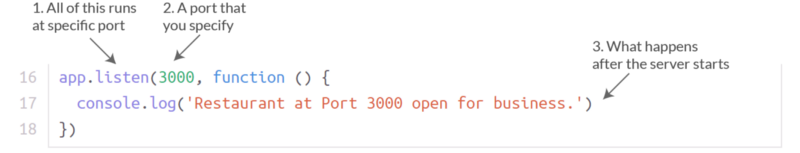 1. All of this runs
at specific port
2. A port that
you specify
3. What happens
after the server starts
16 app.listen(3000, function () {
17 console.log('Restaurant at Port 3000 open for business.')
18 })